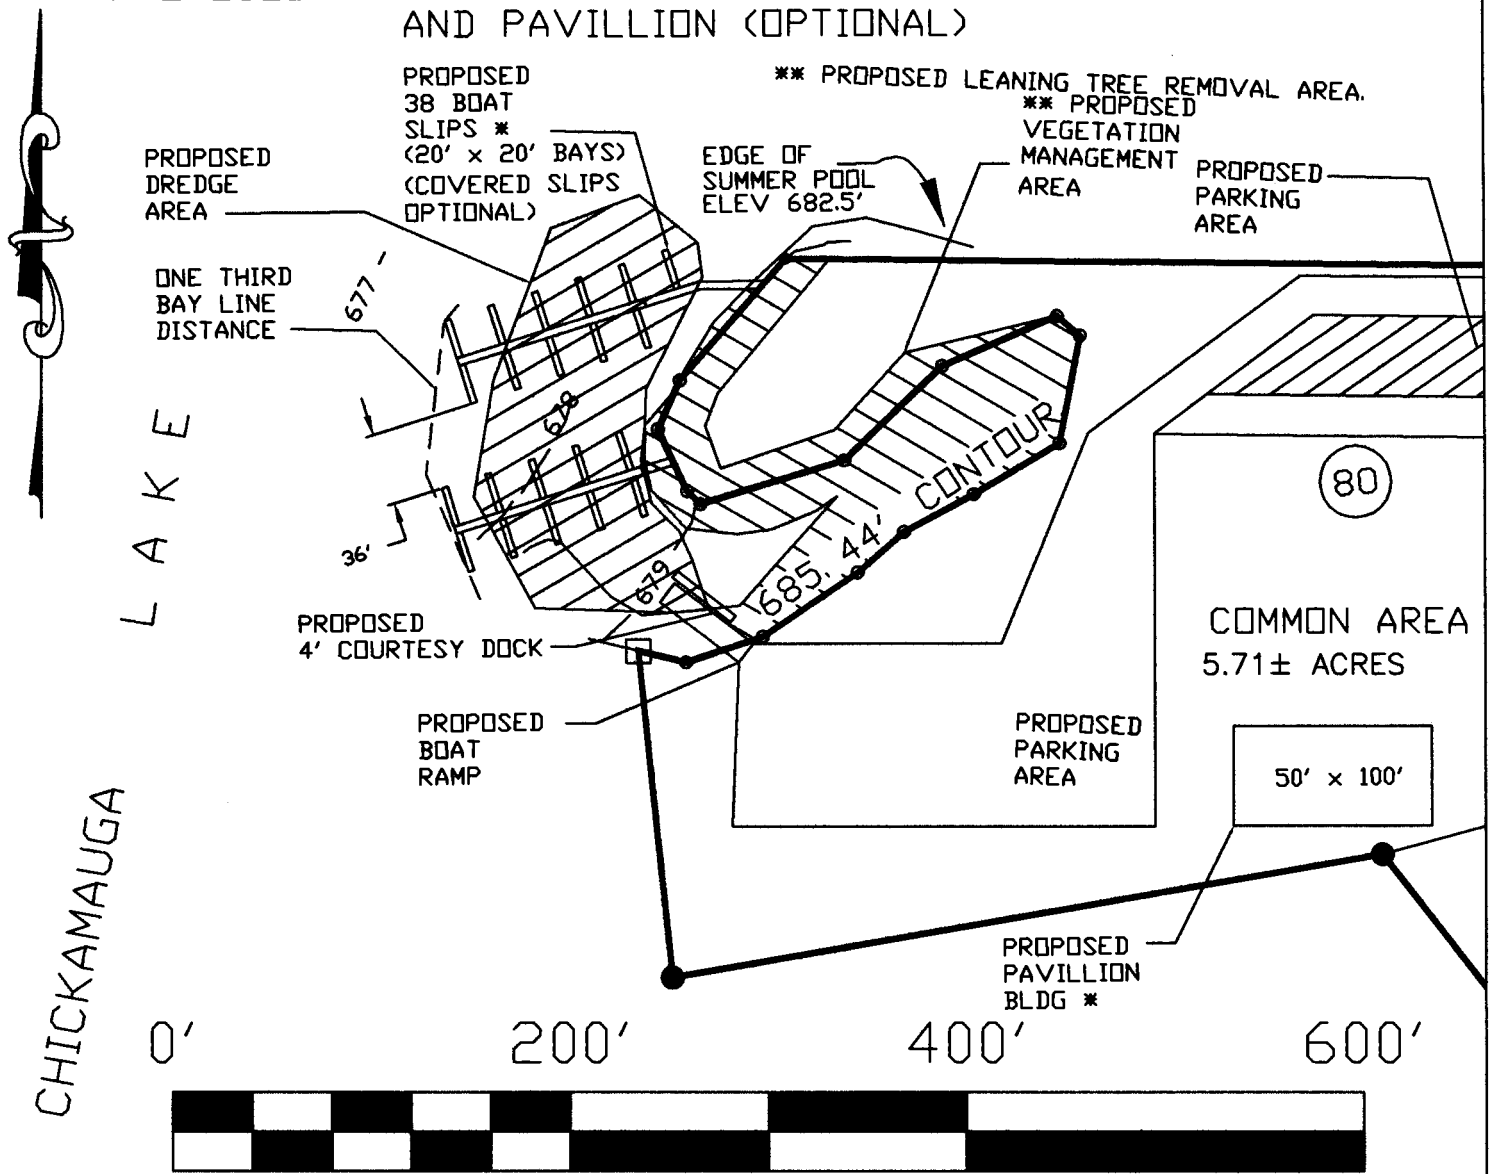 AND PAVILLION (OPTIONAL)
PROPOSED
38 BOAT
SLIPS *
(20' x 20' BAYS)
(COVERED SLIPS
OPTIONAL)
** PROPOSED LEANING TREE REMOVAL AREA.
** PROPOSED
VEGETATION
MANAGEMENT
AREA
PROPOSED
DREDGE
AREA
EDGE OF
SUMMER POOL
ELEV 682.5'
PROPOSED
PARKING
AREA
ONE THIRD
BAY LINE
DISTANCE
677
678
CONTOUR
685.44'
80
36'
679
LAKE
PROPOSED
4' COURTESY DOCK
COMMON AREA
5.71± ACRES
PROPOSED
BOAT
RAMP
PROPOSED
PARKING
AREA
50' x 100'
CHICKAMAUGA
PROPOSED
PAVILLION
BLDG *
0' 200' 400' 600'